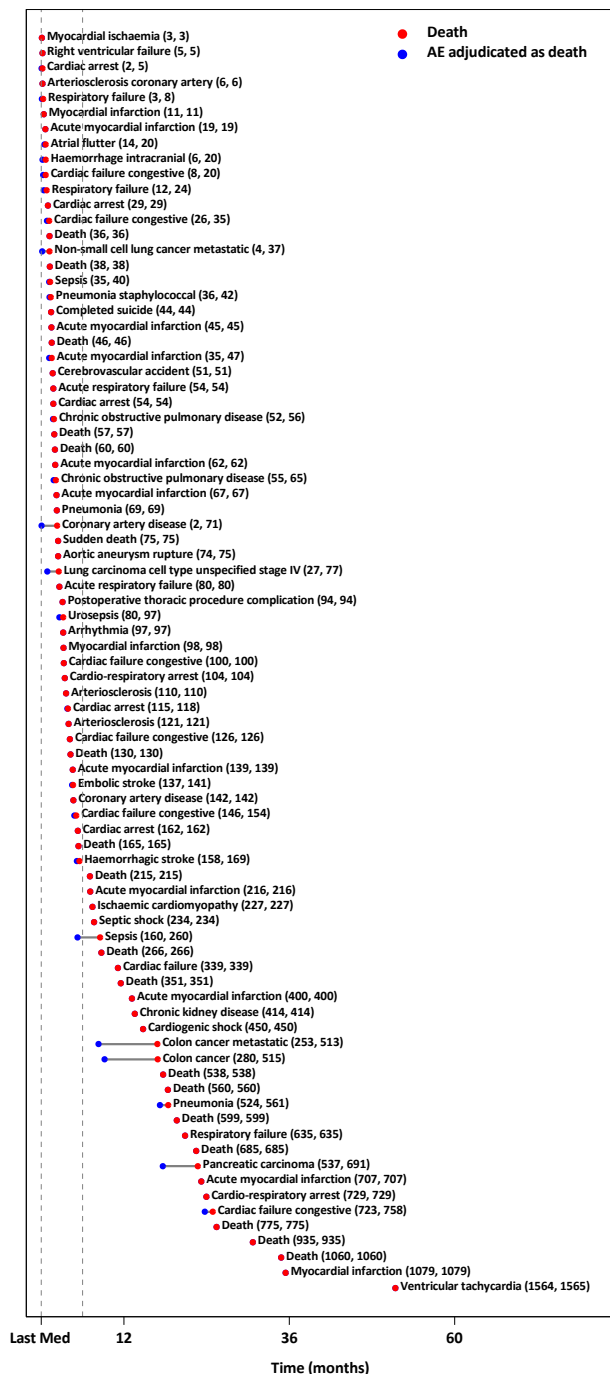 Death
AE adjudicated as death
Myocardial ischaemia (3, 3)
Right ventricular failure (5, 5)
Cardiac arrest (2, 5)
Arteriosclerosis coronary artery (6, 6)
Respiratory failure (3, 8)
Myocardial infarction (11, 11)
Acute myocardial infarction (19, 19)
Atrial flutter (14, 20)
Haemorrhage intracranial (6, 20)
Cardiac failure congestive (8, 20)
Respiratory failure (12, 24)
Cardiac arrest (29, 29)
Cardiac failure congestive (26, 35)
Death (36, 36)
Non-small cell lung cancer metastatic (4, 37)
Death (38, 38)
Sepsis (35, 40)
Pneumonia staphylococcal (36, 42)
Completed suicide (44, 44)
Acute myocardial infarction (45, 45)
Death (46, 46)
Acute myocardial infarction (35, 47)
Cerebrovascular accident (51, 51)
Acute respiratory failure (54, 54)
Cardiac arrest (54, 54)
Chronic obstructive pulmonary disease (52, 56)
Death (57, 57)
Death (60, 60)
Acute myocardial infarction (62, 62)
Chronic obstructive pulmonary disease (55, 65)
Acute myocardial infarction (67, 67)
Pneumonia (69, 69)
Coronary artery disease (2, 71)
Sudden death (75, 75)
Aortic aneurysm rupture (74, 75)
Lung carcinoma cell type unspecified stage IV (27, 77)
Acute respiratory failure (80, 80)
Postoperative thoracic procedure complication (94, 94)
Urosepsis (80, 97)
Arrhythmia (97, 97)
Myocardial infarction (98, 98)
Cardiac failure congestive (100, 100)
Cardio-respiratory arrest (104, 104)
Arteriosclerosis (110, 110)
Cardiac arrest (115, 118)
Arteriosclerosis (121, 121)
Cardiac failure congestive (126, 126)
Death (130, 130)
Acute myocardial infarction (139, 139)
Embolic stroke (137, 141)
Coronary artery disease (142, 142)
Cardiac failure congestive (146, 154)
Cardiac arrest (162, 162)
Death (165, 165)
Haemorrhagic stroke (158, 169)
Death (215, 215)
Acute myocardial infarction (216, 216)
Ischaemic cardiomyopathy (227, 227)
Septic shock (234, 234)
Sepsis (160, 260)
Death (266, 266)
Cardiac failure (339, 339)
Death (351, 351)
Acute myocardial infarction (400, 400)
Chronic kidney disease (414, 414)
Cardiogenic shock (450, 450)
Colon cancer metastatic (253, 513)
Colon cancer (280, 515)
Death (538, 538)
Death (560, 560)
Pneumonia (524, 561)
Death (599, 599)
Respiratory failure (635, 635)
Death (685, 685)
Pancreatic carcinoma (537, 691)
Acute myocardial infarction (707, 707)
Cardio-respiratory arrest (729, 729)
Cardiac failure congestive (723, 758)
Death (775, 775)
Death (935, 935)
Death (1060, 1060)
Myocardial infarction (1079, 1079)
Ventricular tachycardia (1564, 1565)
Last Med 12 36 60
Time (months)